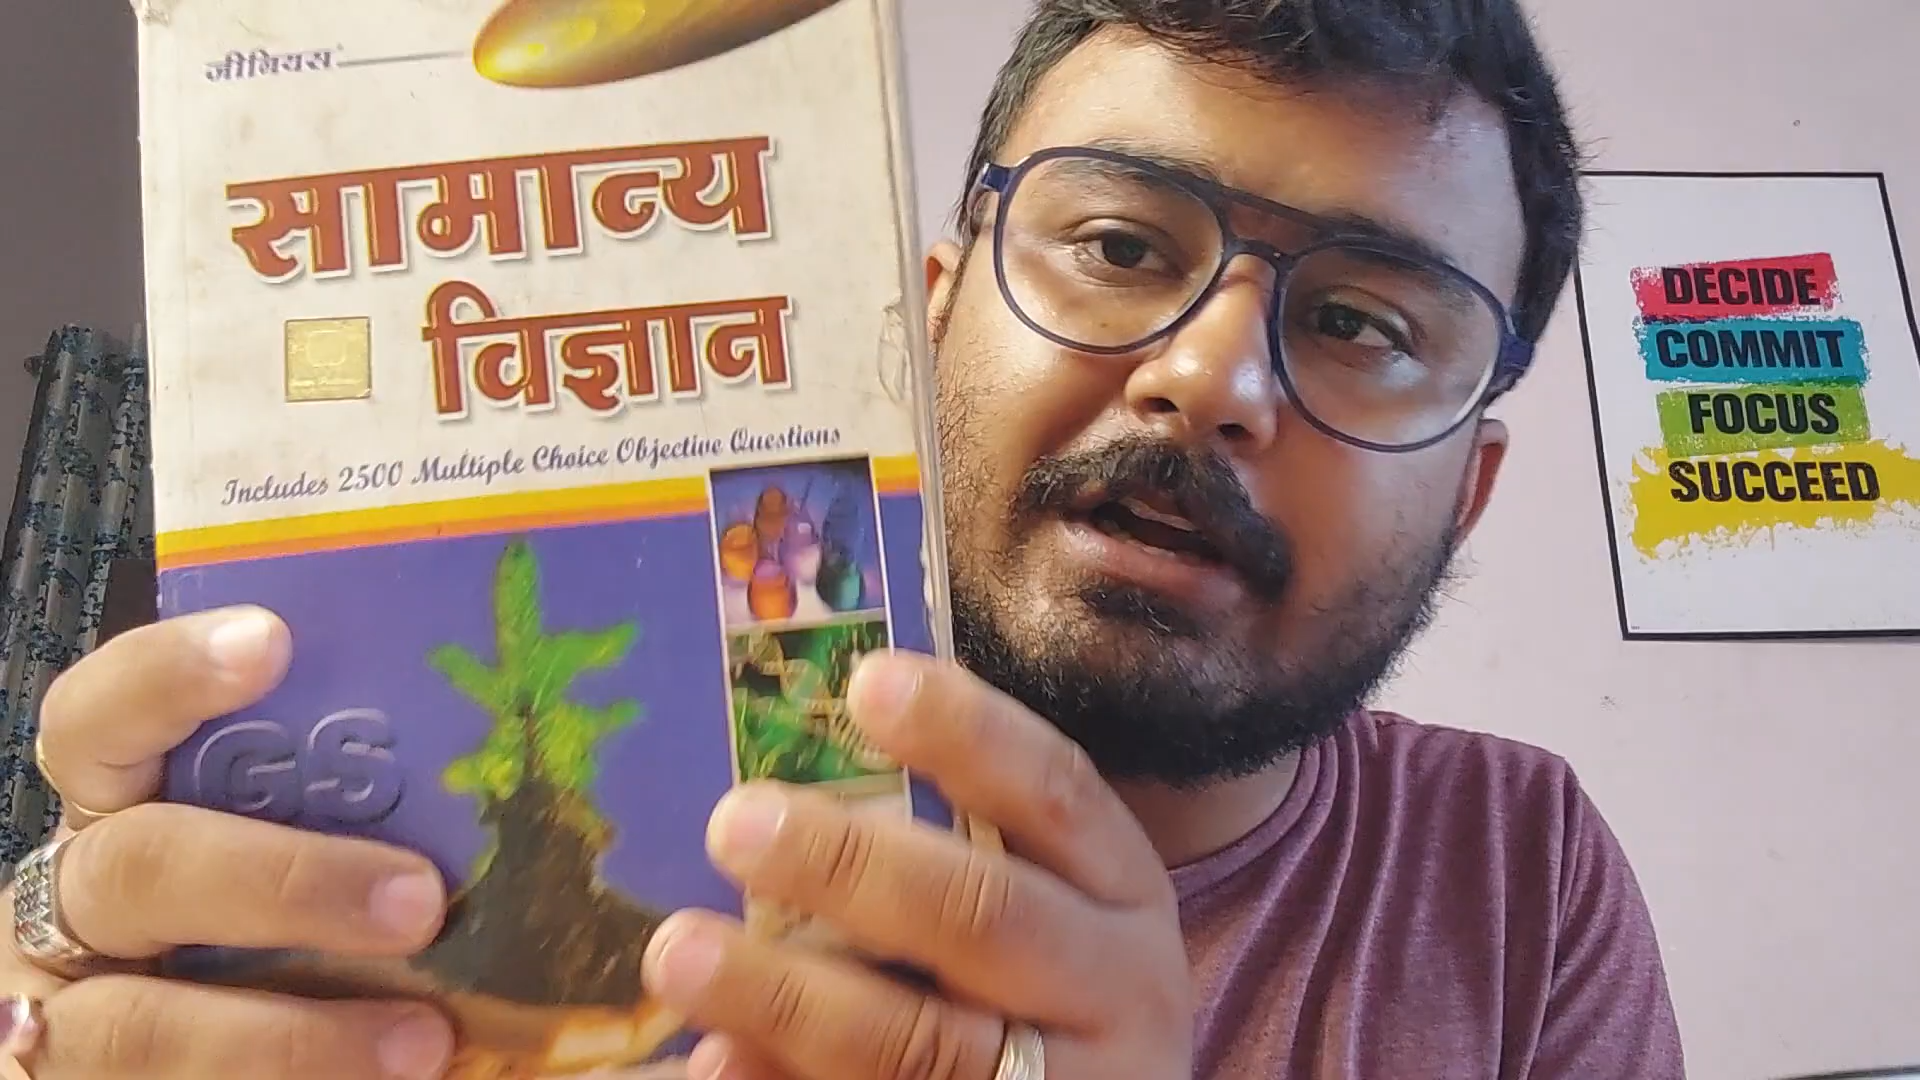 जीनियस
सामान्य
विज्ञान
Includes 2500 Multiple Choice Objective Questions
GS
DECIDE
COMMIT
FOCUS
SUCCEED